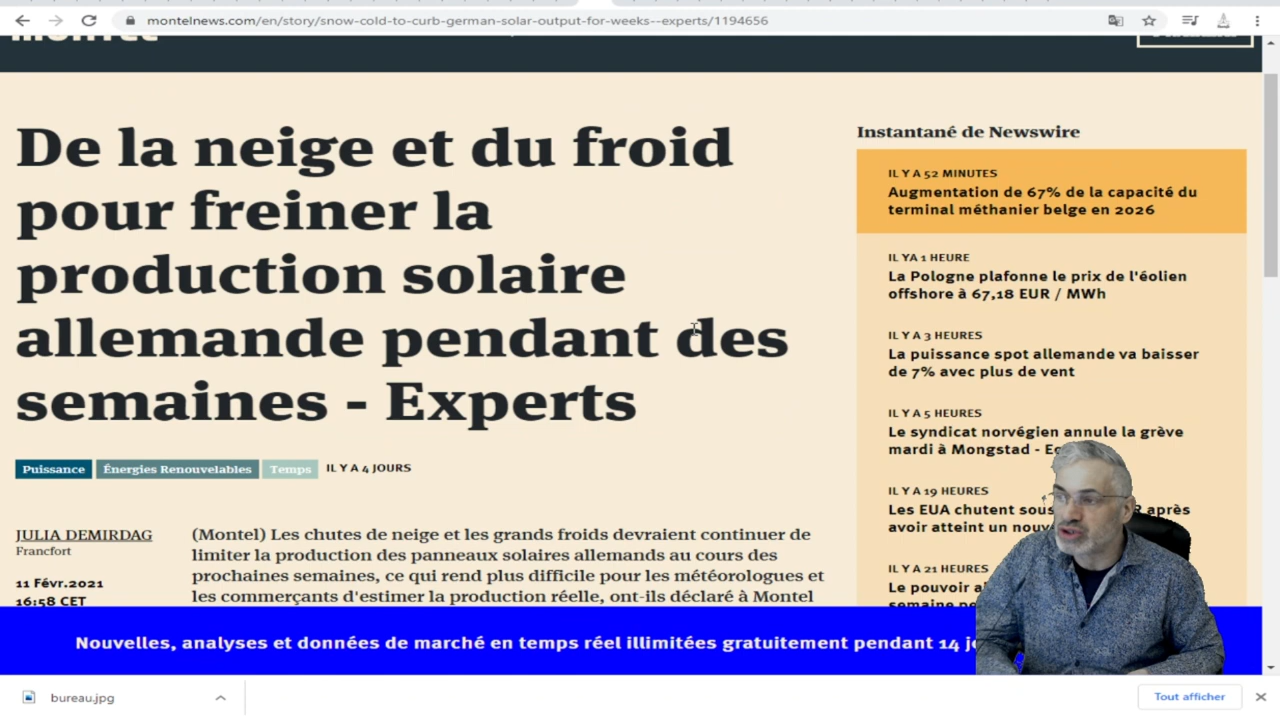 montelnews.com/en/story/snow-cold-to-curb-german-solar-output-for-weeks--experts/1194656
De la neige et du froid
pour freiner la
production solaire
allemande pendant des
semaines - Experts
Puissance Énergies Renouvelables Temps IL Y A 4 JOURS
JULIA DEMIRDAG
Francfort
11 Févr.2021
16:58 CET
(Montel) Les chutes de neige et les grands froids devraient continuer de
limiter la production des panneaux solaires allemands au cours des
prochaines semaines, ce qui rend plus difficile pour les météorologues et
les commerçants d'estimer la production réelle, ont-ils déclaré à Montel
Instantané de Newswire
IL Y A 52 MINUTES
Augmentation de 67% de la capacité du
terminal méthanier belge en 2026
IL YA 1 HEURE
La Pologne plafonne le prix de l'éolien
offshore à 67,18 EUR / MWh
IL Y A 3 HEURES
La puissance spot allemande va baisser
de 7% avec plus de vent
IL Y A 5 HEURES
Le syndicat norvégien annule la grève
mardi à Mongstad -
IL Y A 19 HEURES
Les EUA chutent sous après
avoir atteint un
IL Y A 21 HEURES
Le pouvoir
semaine
Nouvelles, analyses et données de marché en temps réel illimitées gratuitement pendant 14
bureau.jpg
Tout afficher